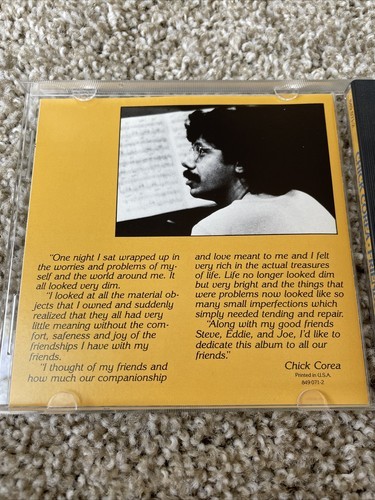 "One night I sat wrapped up in
the worries and problems of my-
self and the world around me. It
all looked very dim.
"I looked at all the material ob-
jects that I owned and suddenly
realized that they all had very
little meaning without the com-
fort, safeness and joy of the
friendships I have with my
friends.
"I thought of my friends and
how much our companionship
and love meant to me and I felt
very rich in the actual treasures
of life. Life no longer looked dim
but very bright and the things that
were problems now looked like so
many small imperfections which
simply needed tending and repair.
"Along with my good friends
Steve, Eddie, and Joe, I'd like to
dedicate this album to all our
friends."
Chick Corea
Printed in U.S.A.
849 071-2